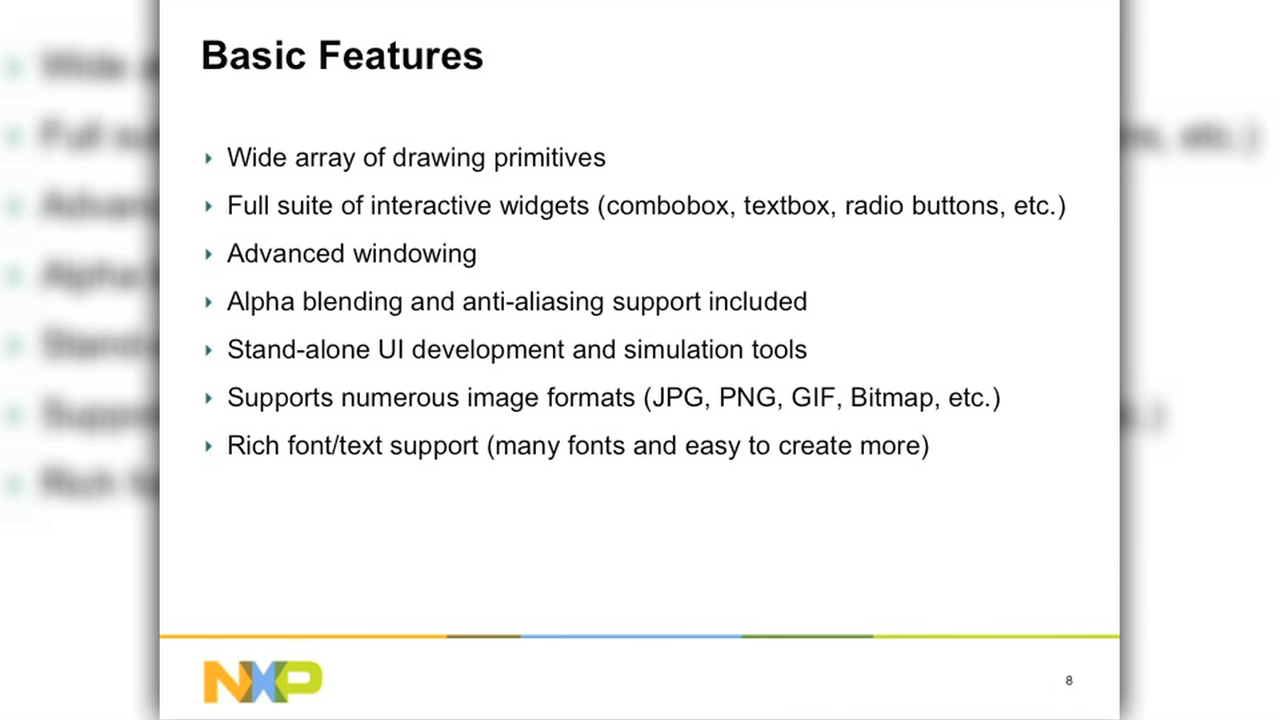 Basic Features
Wide array of drawing primitives
Full suite of interactive widgets (combobox, textbox, radio buttons, etc.)
Advanced windowing
Alpha blending and anti-aliasing support included
Stand-alone UI development and simulation tools
Supports numerous image formats (JPG, PNG, GIF, Bitmap, etc.)
Rich font/text support (many fonts and easy to create more)
NXP
8